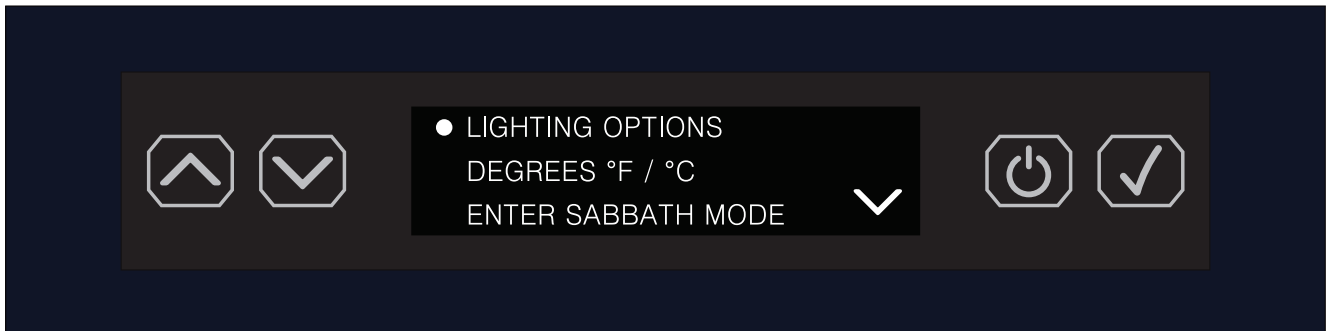 LIGHTING OPTIONS
DEGREES °F / °C
ENTER SABBATH MODE